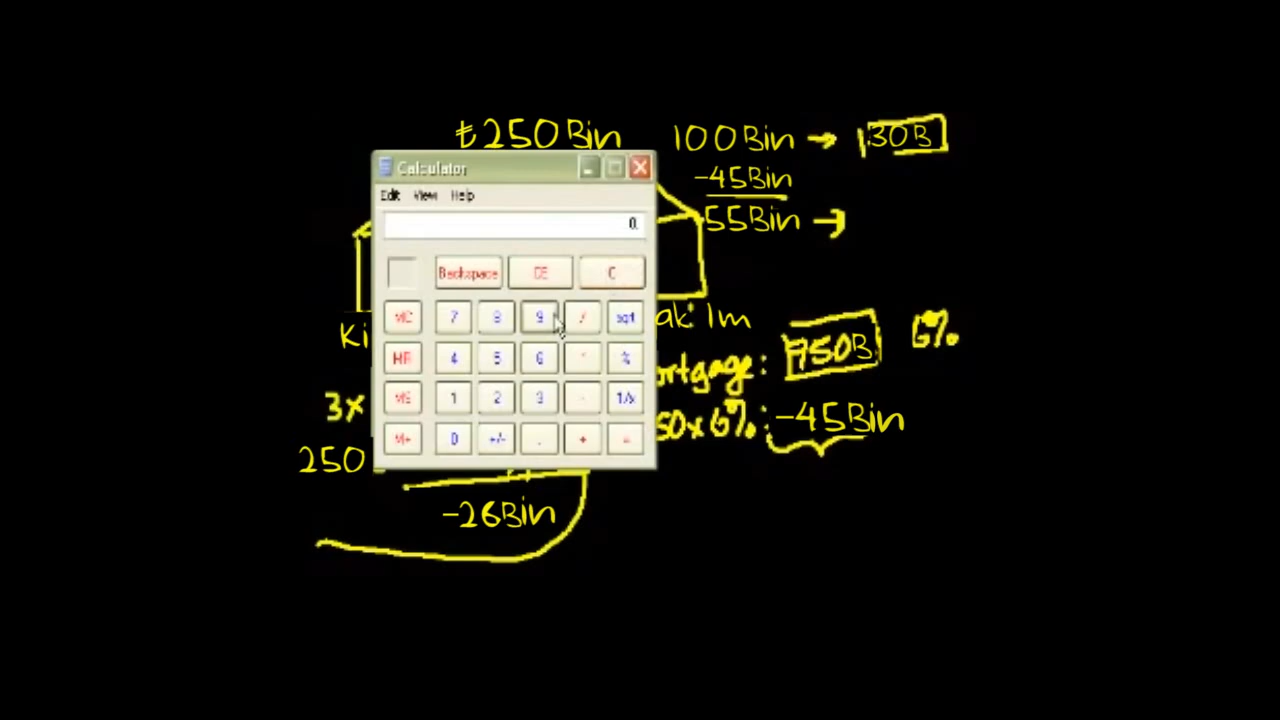 ₺250Bin 100Bin → 30B
Calculator
-45Bin
Edit View Help
0.
55Bin →
Backspace CE C
MC 7 8 9 / sqrt
ak 1m
Ki
MR 4 5 6 * %
ortgage: 750B 6%
MS 1 2 3 - 1/x
3x
50x6%: -45Bin
M+ 0 +/- . + =
250
-26Bin